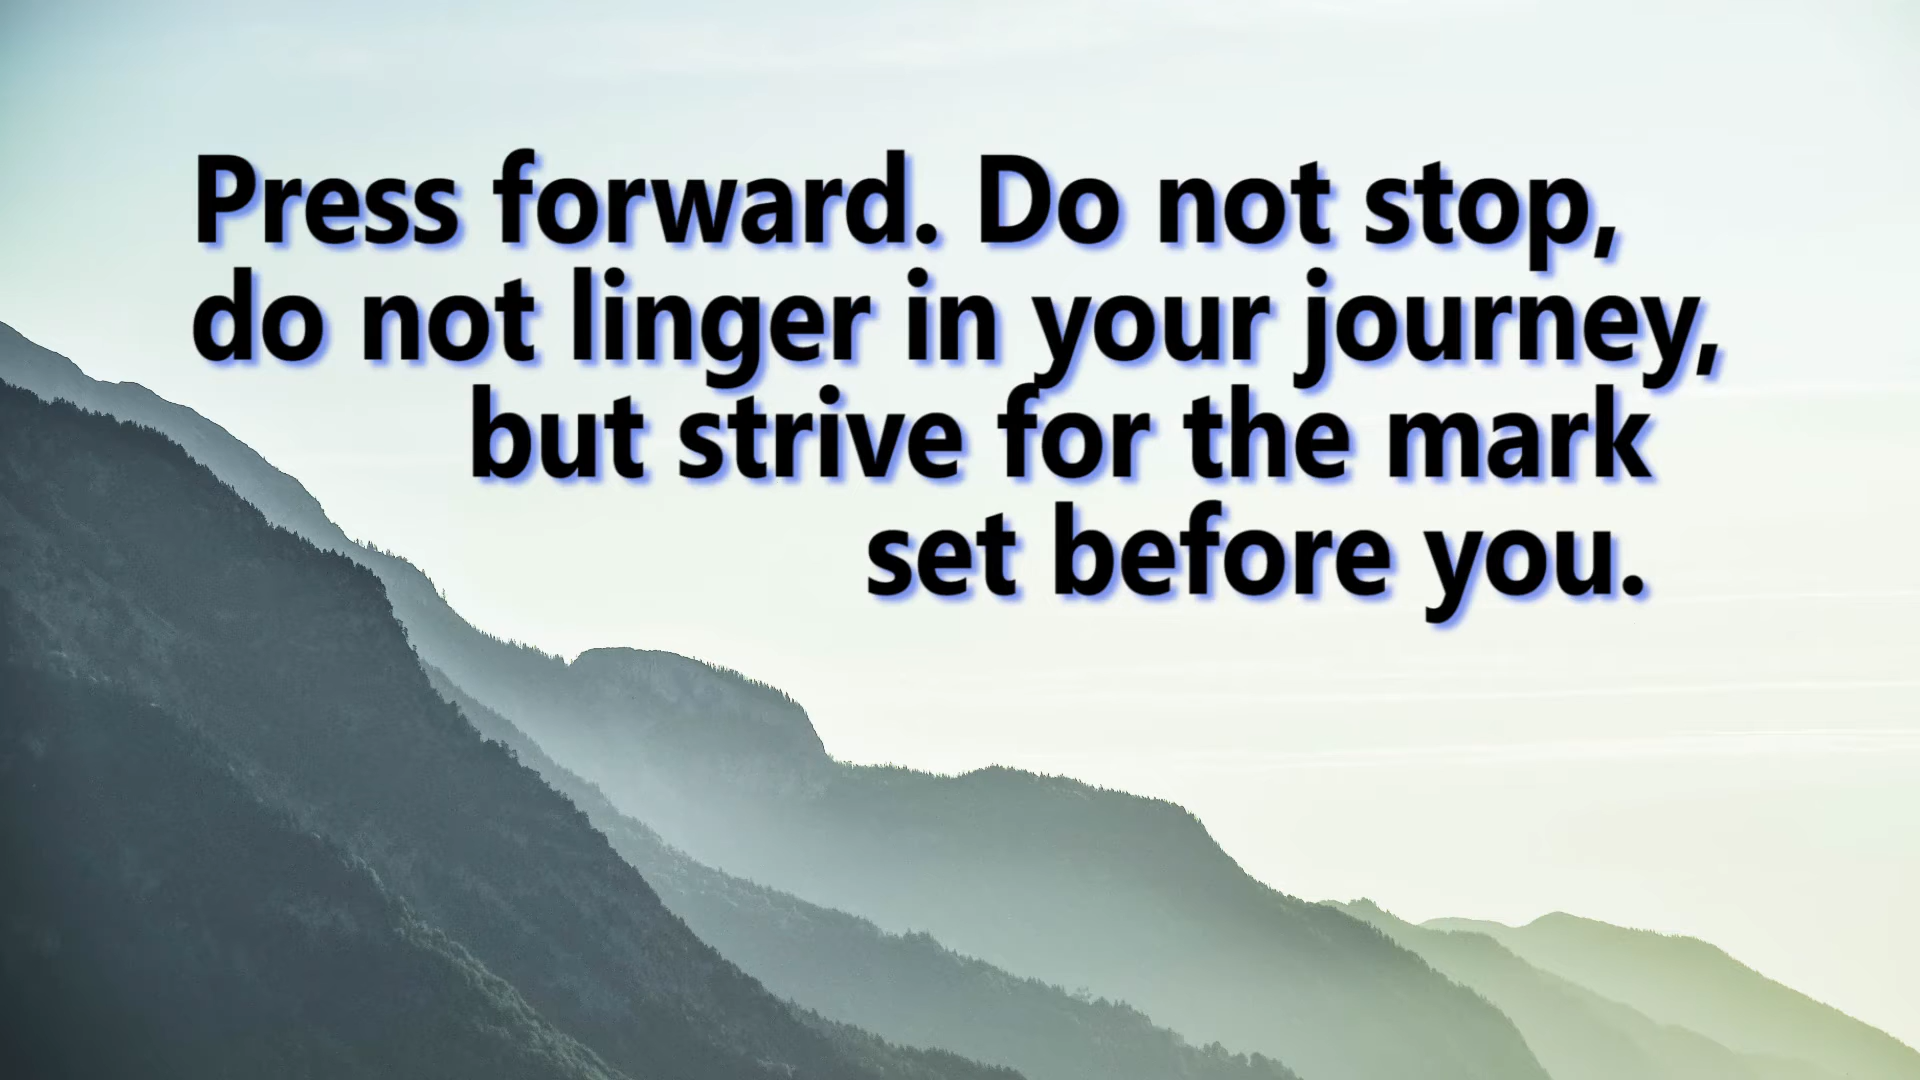 Press forward. Do not stop,
do not linger in your journey,
but strive for the mark
set before you.